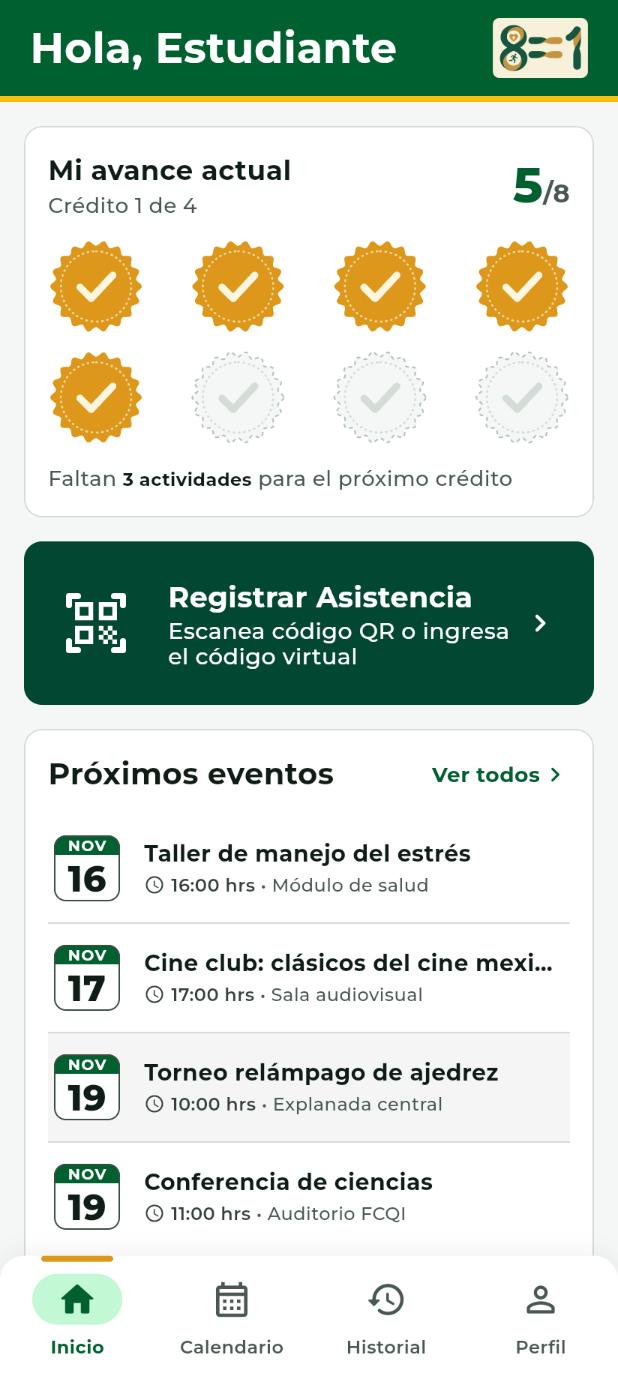 Hola, Estudiante
8=1
Mi avance actual
Crédito 1 de 4
5/8
Faltan 3 actividades para el próximo crédito
Registrar Asistencia
Escanea código QR o ingresa
el código virtual
Próximos eventos
Ver todos
NOV
16
Taller de manejo del estrés
16:00 hrs • Módulo de salud
NOV
17
Cine club: clásicos del cine mexi...
17:00 hrs • Sala audiovisual
NOV
19
Torneo relámpago de ajedrez
10:00 hrs • Explanada central
NOV
19
Conferencia de ciencias
11:00 hrs • Auditorio FCQI
Inicio
Calendario
Historial
Perfil